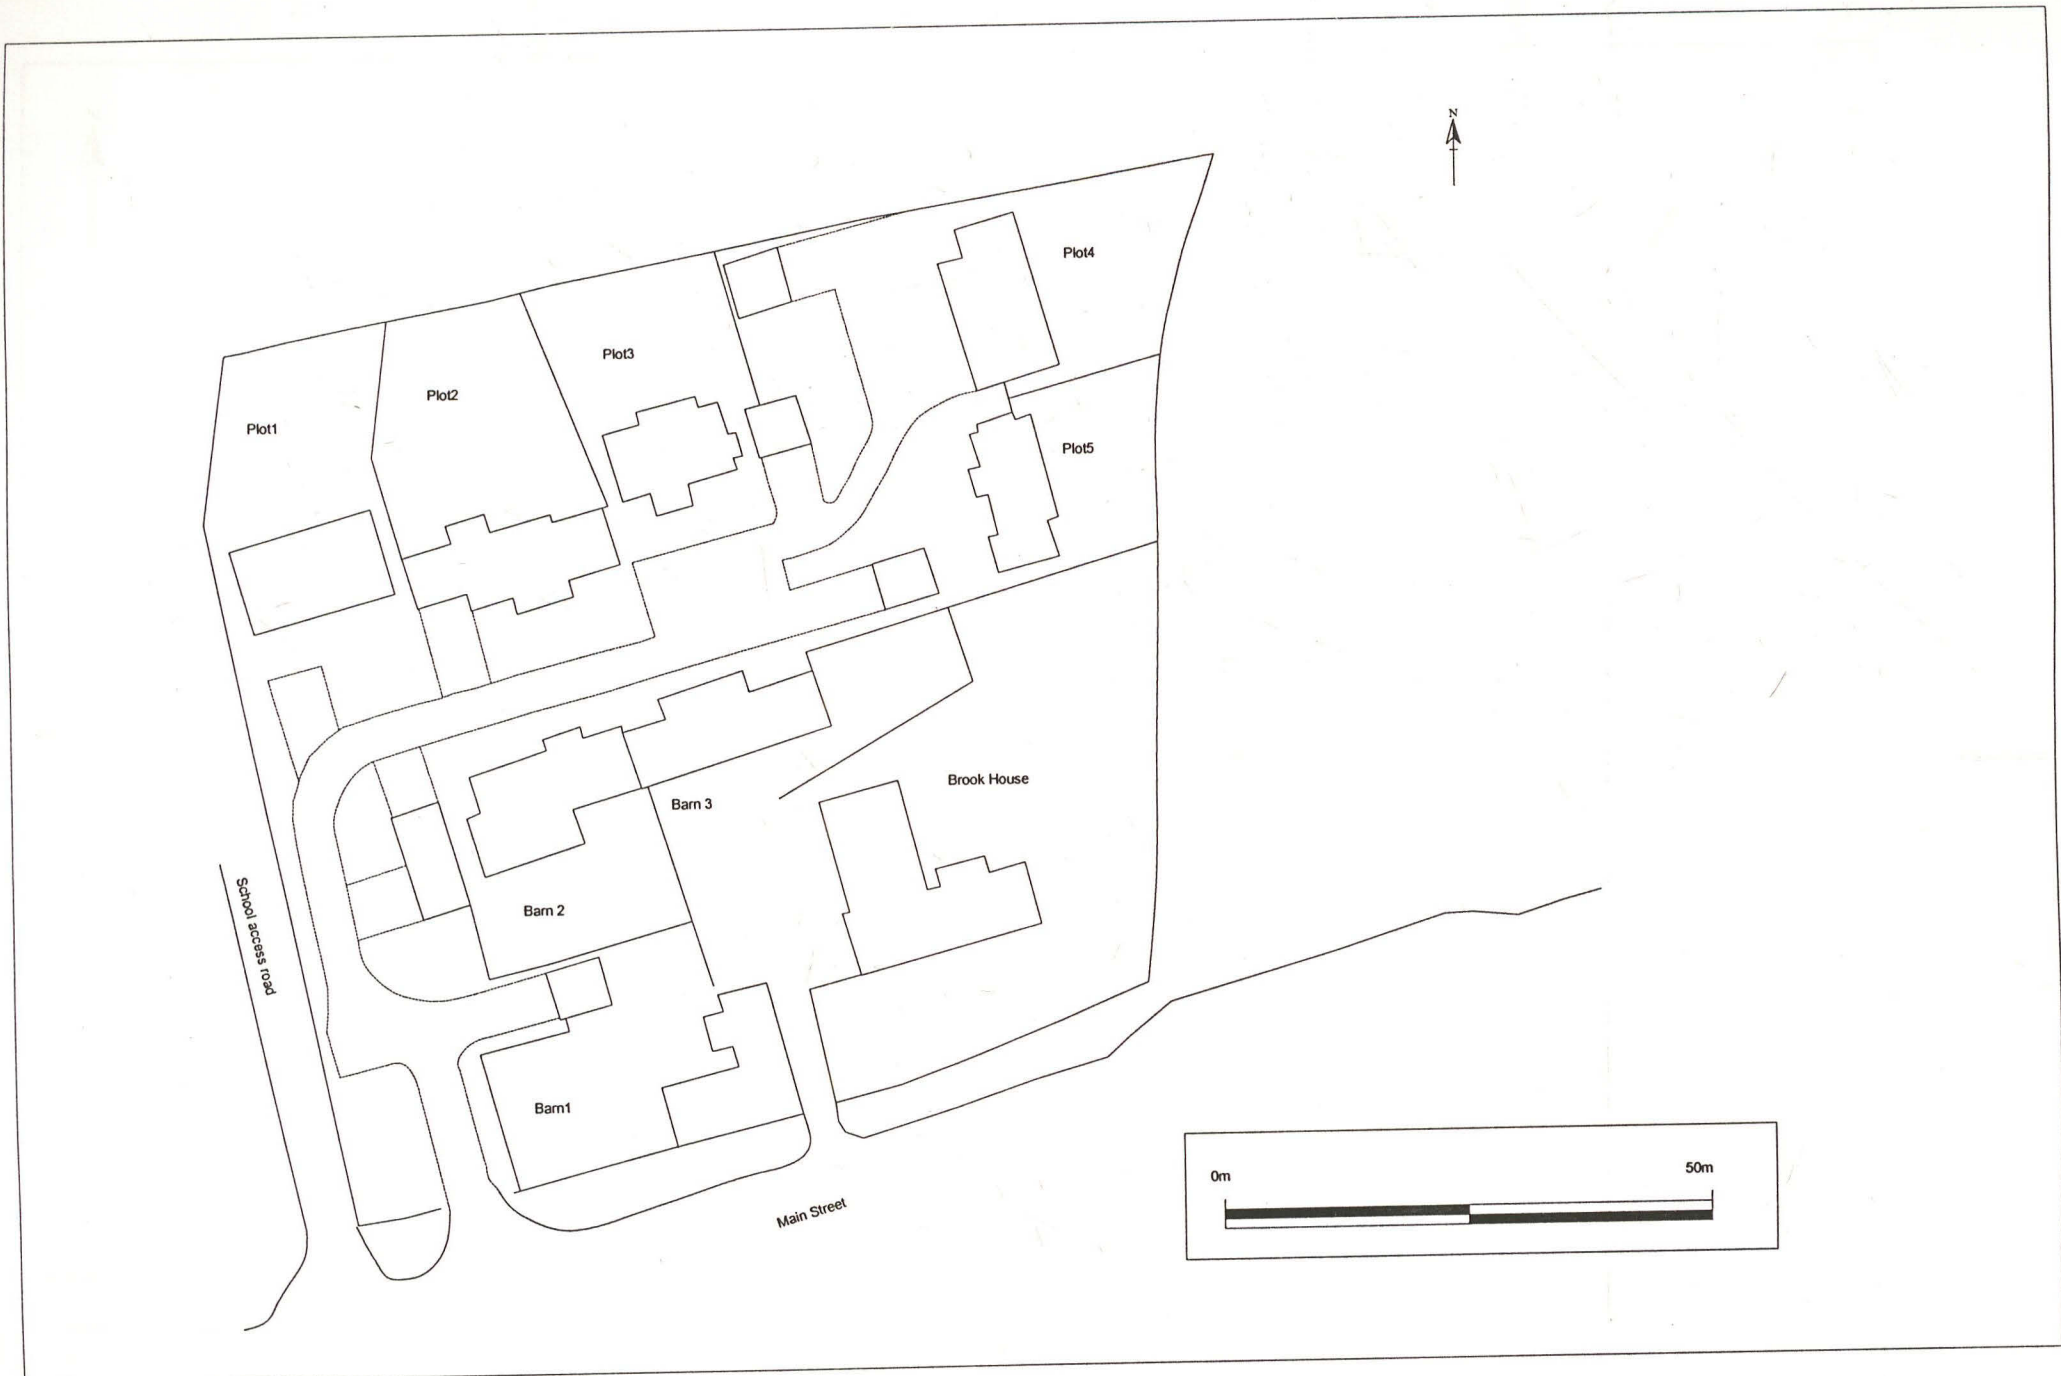 N
Plot4
Plot3
Plot2
Plot1
Plot5
Brook House
Barn 3
Barn 2
School access road
Barn1
Main Street
0m
50m